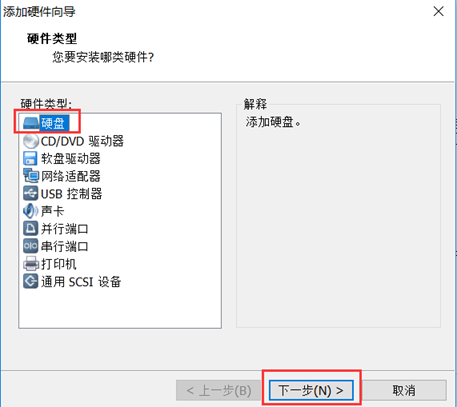 添加硬件向导
硬件类型
您要安装哪类硬件?
硬件类型:
硬盘
CD/DVD 驱动器
软盘驱动器
网络适配器
USB 控制器
声卡
并行端口
串行端口
打印机
通用 SCSI 设备
解释
添加硬盘。
< 上一步(B)
下一步(N) >
取消